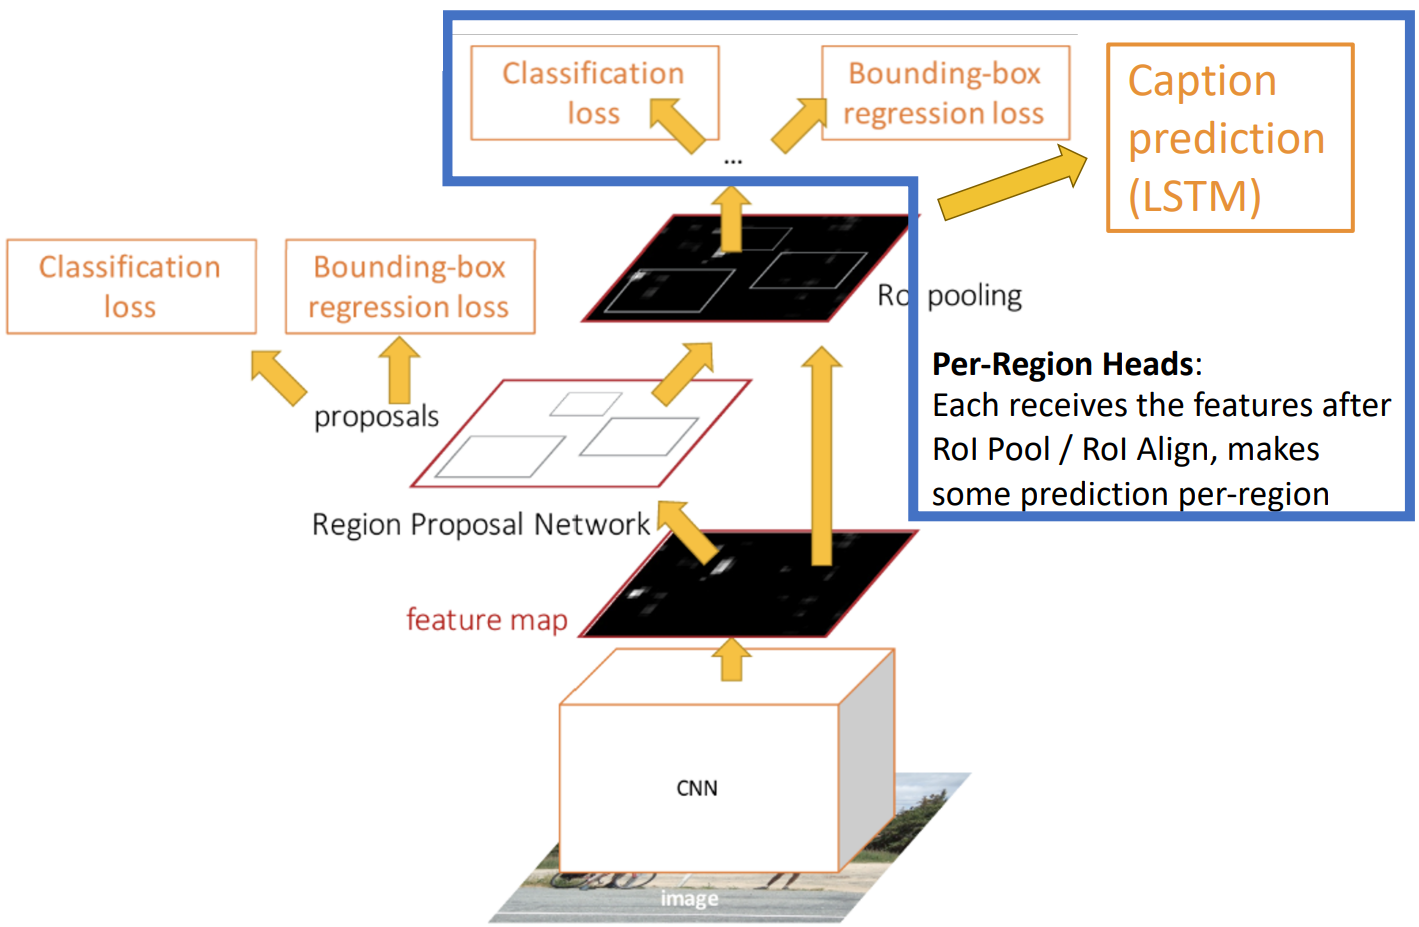 Classification
loss
Bounding-box
regression loss
Caption
prediction
(LSTM)
...
Classification
loss
Bounding-box
regression loss
RoI pooling
Per-Region Heads:
Each receives the features after
RoI Pool / RoI Align, makes
some prediction per-region
proposals
Region Proposal Network
feature map
CNN
image